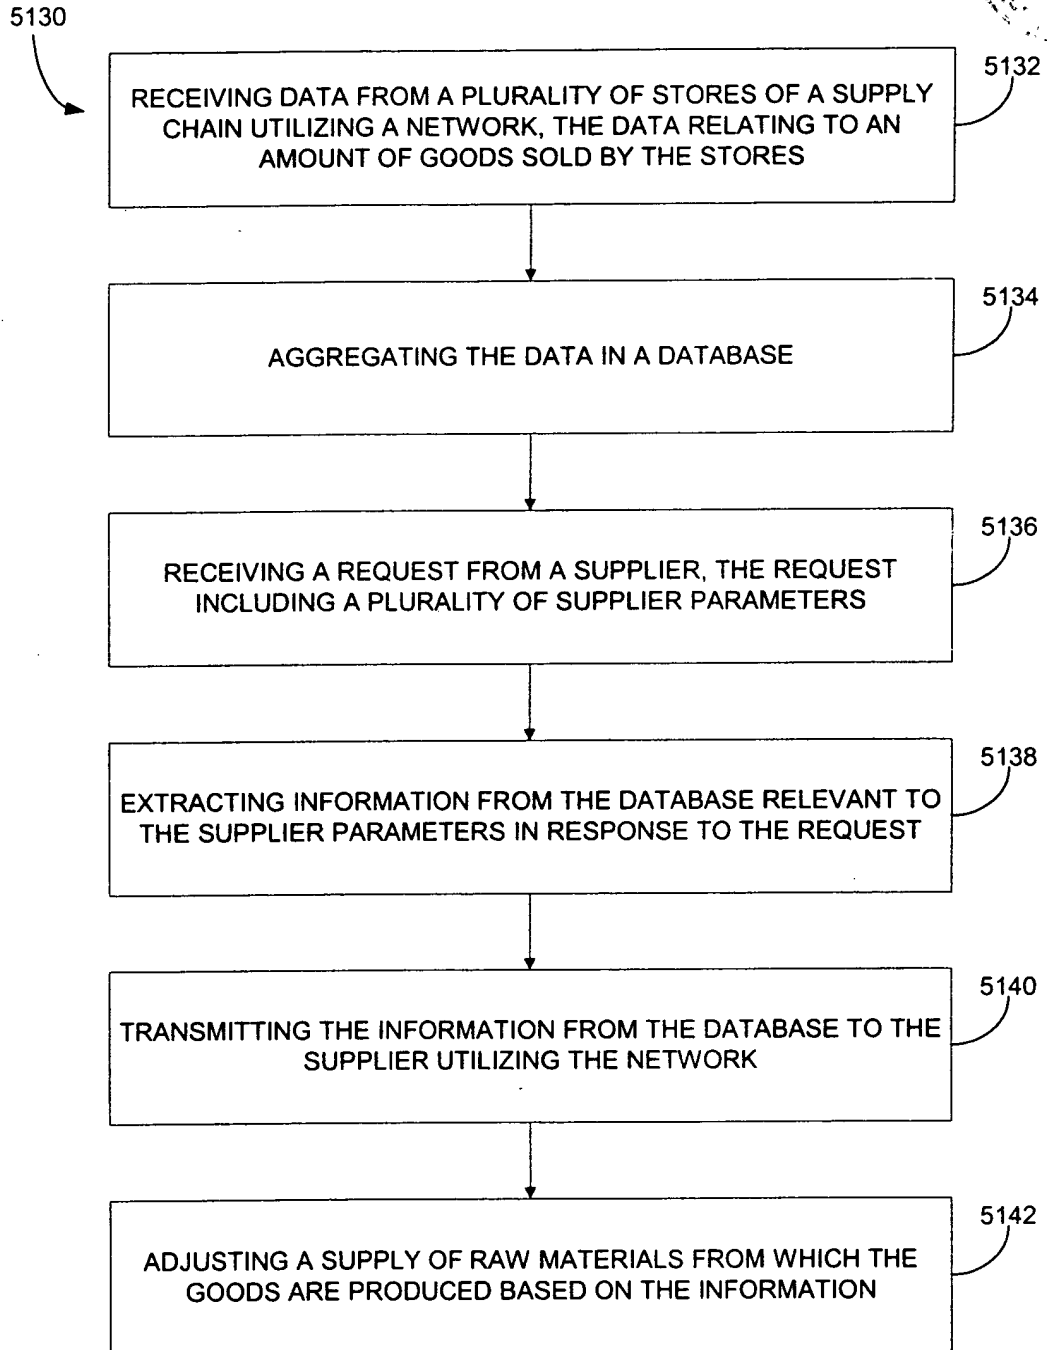 5130
5132
RECEIVING DATA FROM A PLURALITY OF STORES OF A SUPPLY
CHAIN UTILIZING A NETWORK, THE DATA RELATING TO AN
AMOUNT OF GOODS SOLD BY THE STORES
5134
AGGREGATING THE DATA IN A DATABASE
5136
RECEIVING A REQUEST FROM A SUPPLIER, THE REQUEST
INCLUDING A PLURALITY OF SUPPLIER PARAMETERS
5138
EXTRACTING INFORMATION FROM THE DATABASE RELEVANT TO
THE SUPPLIER PARAMETERS IN RESPONSE TO THE REQUEST
5140
TRANSMITTING THE INFORMATION FROM THE DATABASE TO THE
SUPPLIER UTILIZING THE NETWORK
5142
ADJUSTING A SUPPLY OF RAW MATERIALS FROM WHICH THE
GOODS ARE PRODUCED BASED ON THE INFORMATION